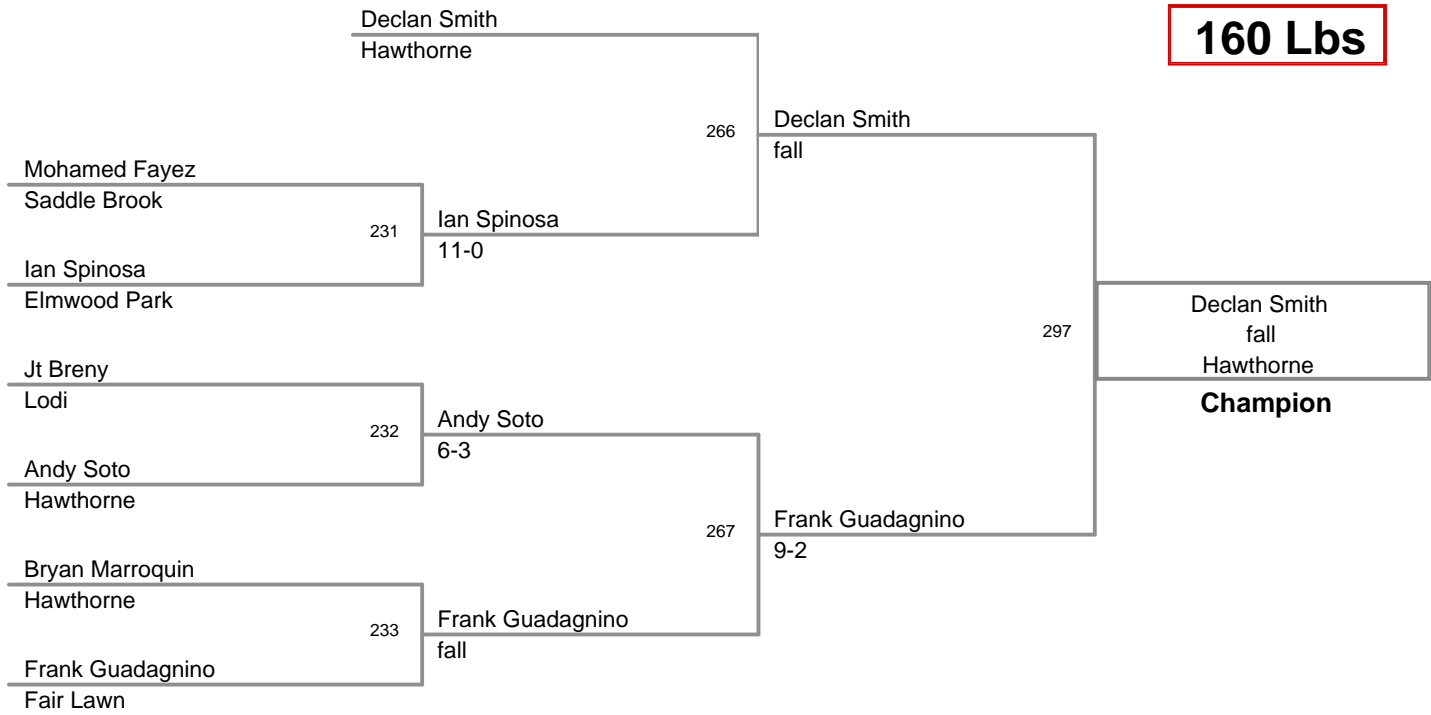 Declan Smith
Hawthorne
160 Lbs
266
Declan Smith
fall
Mohamed Fayez
Saddle Brook
231
Ian Spinosa
11-0
Ian Spinosa
Elmwood Park
297
Declan Smith
fall
Hawthorne
Champion
Jt Breny
Lodi
232
Andy Soto
6-3
Andy Soto
Hawthorne
267
Frank Guadagnino
9-2
Bryan Marroquin
Hawthorne
233
Frank Guadagnino
fall
Frank Guadagnino
Fair Lawn